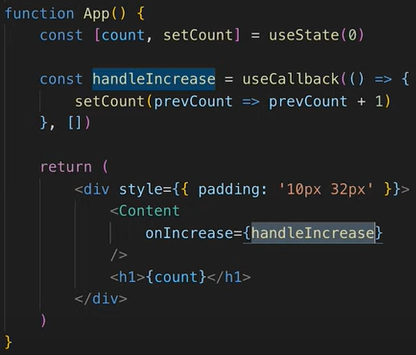 function App() {
    const [count, setCount] = useState(0)
    const handleIncrease = useCallback(() => {
        setCount(prevCount => prevCount + 1)
    }, [])
    return (
        <div style={{ padding: '10px 32px' }}>
            <Content
                onIncrease={handleIncrease}
            />
            <h1>{count}</h1>
        </div>
    )
}